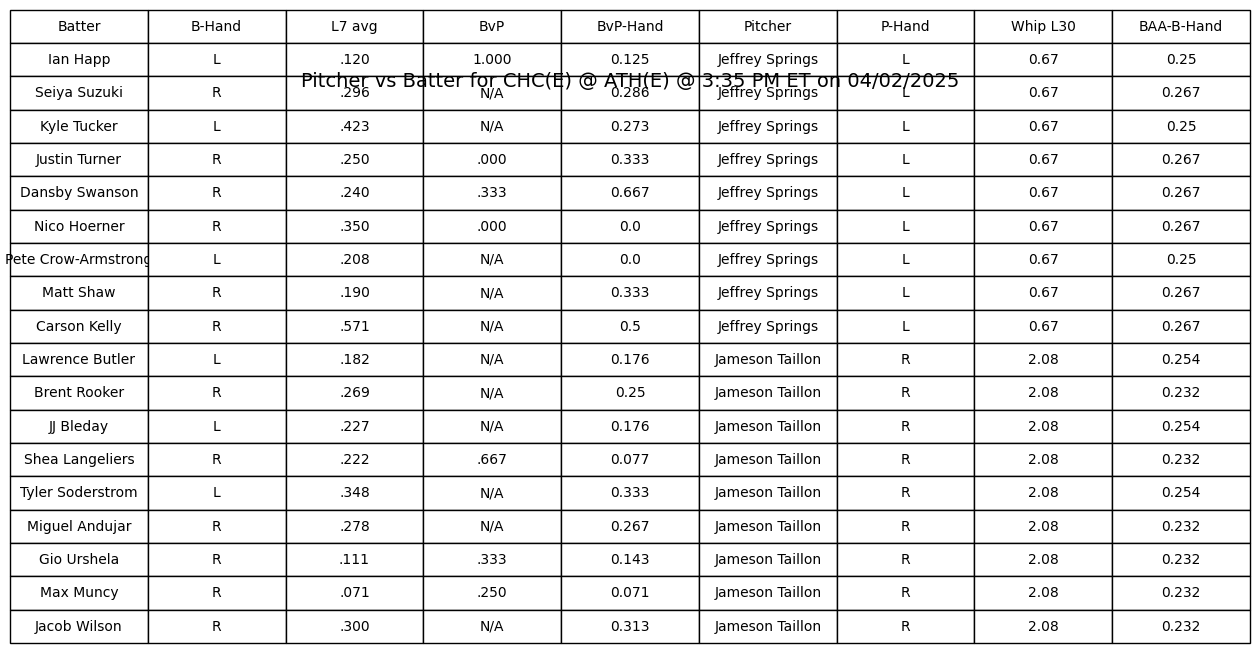 Batter B-Hand L7 avg BvP BvP-Hand Pitcher P-Hand Whip L30 BAA-B-Hand
Ian Happ L .120 1.000 0.125 Jeffrey Springs L 0.67 0.25
Pitcher vs Batter for CHC(E) @ ATH(E) @ 3:35 PM ET on 04/02/2025
Seiya Suzuki R .296 N/A 0.286 Jeffrey Springs L 0.67 0.267
Kyle Tucker L .423 N/A 0.273 Jeffrey Springs L 0.67 0.25
Justin Turner R .250 .000 0.333 Jeffrey Springs L 0.67 0.267
Dansby Swanson R .240 .333 0.667 Jeffrey Springs L 0.67 0.267
Nico Hoerner R .350 .000 0.0 Jeffrey Springs L 0.67 0.267
Pete Crow-Armstrong L .208 N/A 0.0 Jeffrey Springs L 0.67 0.25
Matt Shaw R .190 N/A 0.333 Jeffrey Springs L 0.67 0.267
Carson Kelly R .571 N/A 0.5 Jeffrey Springs L 0.67 0.267
Lawrence Butler L .182 N/A 0.176 Jameson Taillon R 2.08 0.254
Brent Rooker R .269 N/A 0.25 Jameson Taillon R 2.08 0.232
JJ Bleday L .227 N/A 0.176 Jameson Taillon R 2.08 0.254
Shea Langeliers R .222 .667 0.077 Jameson Taillon R 2.08 0.232
Tyler Soderstrom L .348 N/A 0.333 Jameson Taillon R 2.08 0.254
Miguel Andujar R .278 N/A 0.267 Jameson Taillon R 2.08 0.232
Gio Urshela R .111 .333 0.143 Jameson Taillon R 2.08 0.232
Max Muncy R .071 .250 0.071 Jameson Taillon R 2.08 0.232
Jacob Wilson R .300 N/A 0.313 Jameson Taillon R 2.08 0.232